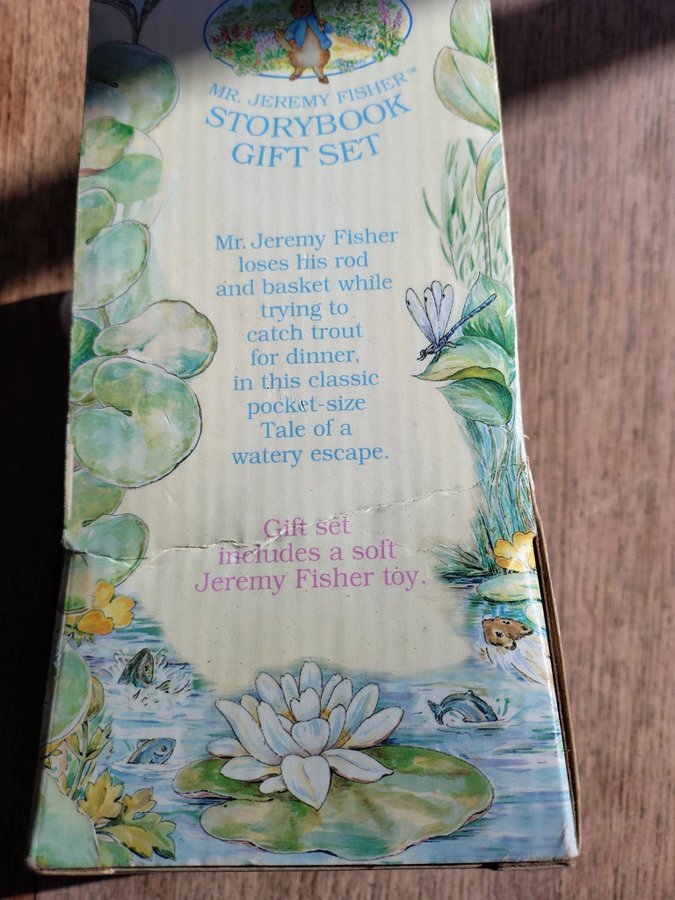 MR. JEREMY FISHER™
STORYBOOK
GIFT SET
Mr. Jeremy Fisher
loses his rod
and basket while
trying to
catch trout
for dinner,
in this classic
pocket-size
Tale of a
watery escape.
Gift set
includes a soft
Jeremy Fisher toy.